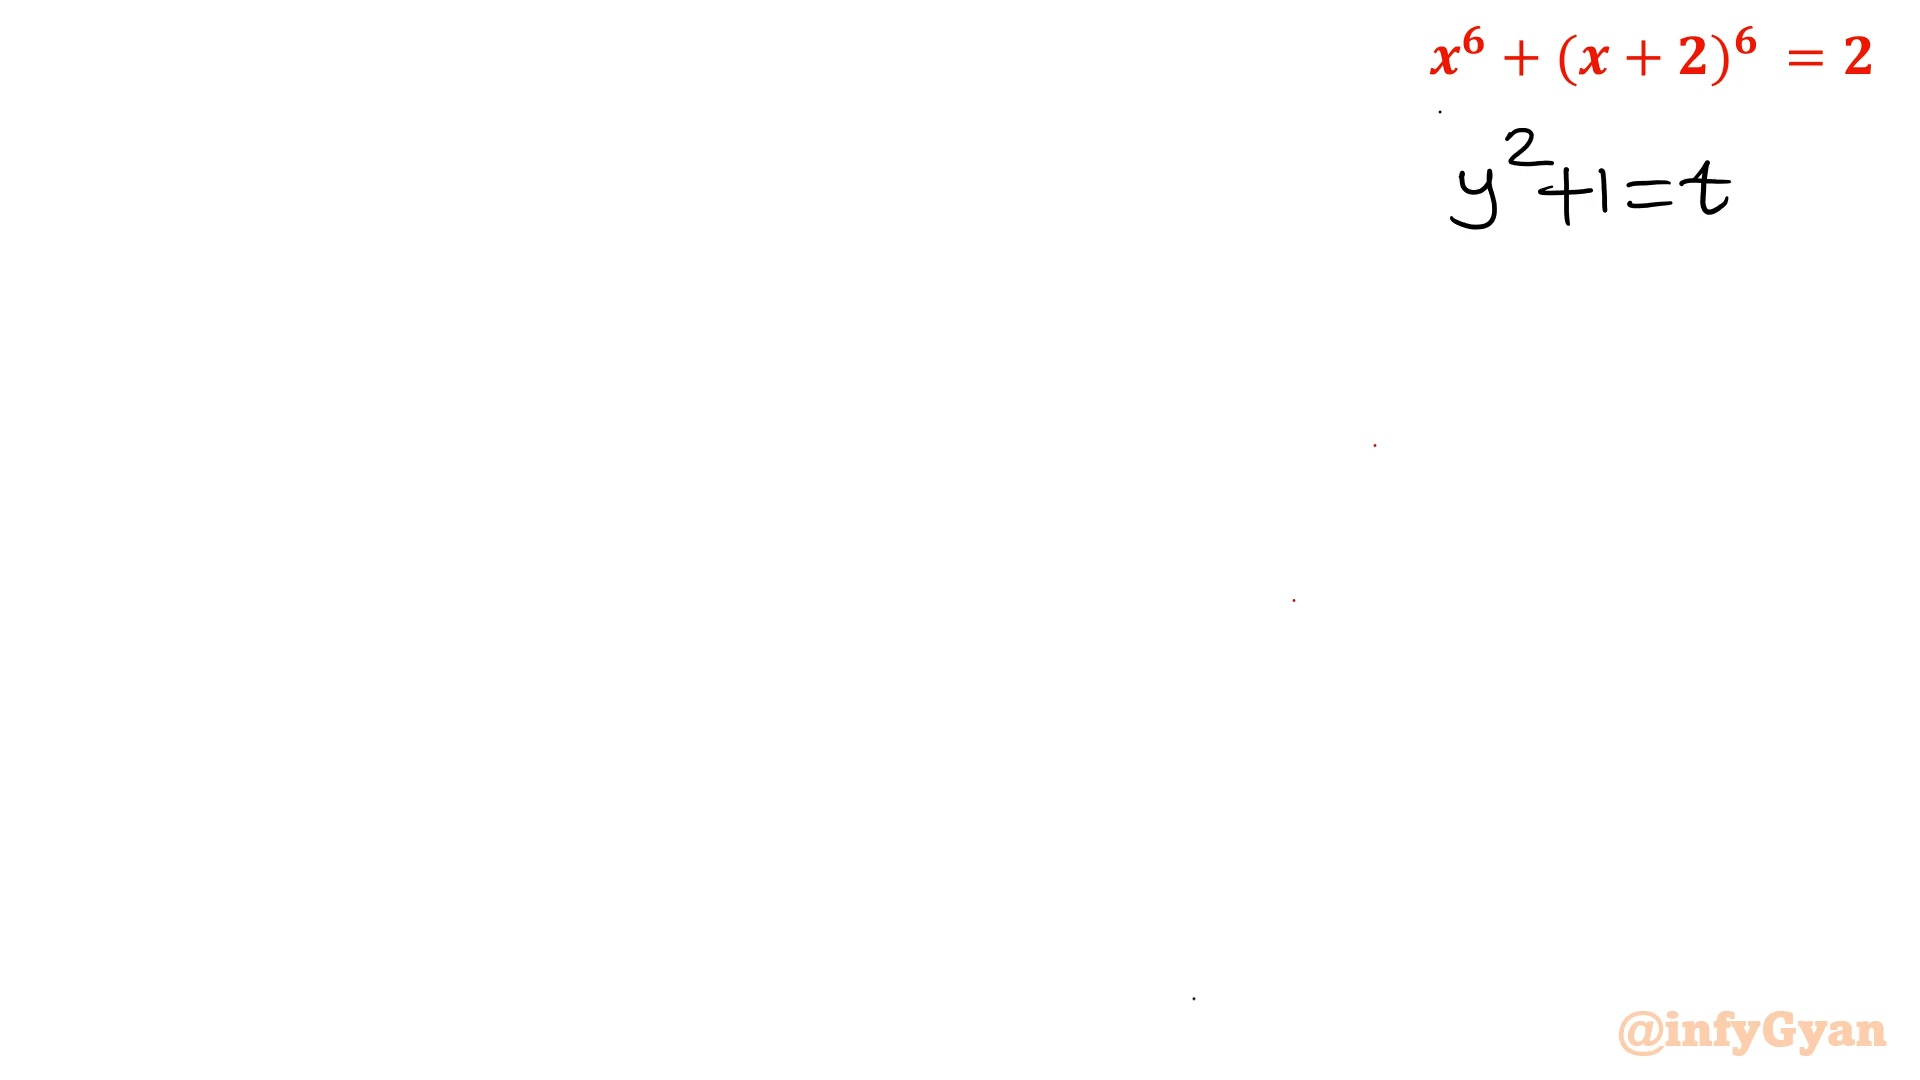 x⁶ + (x + 2)⁶ = 2
y²+1=t
@infyGyan